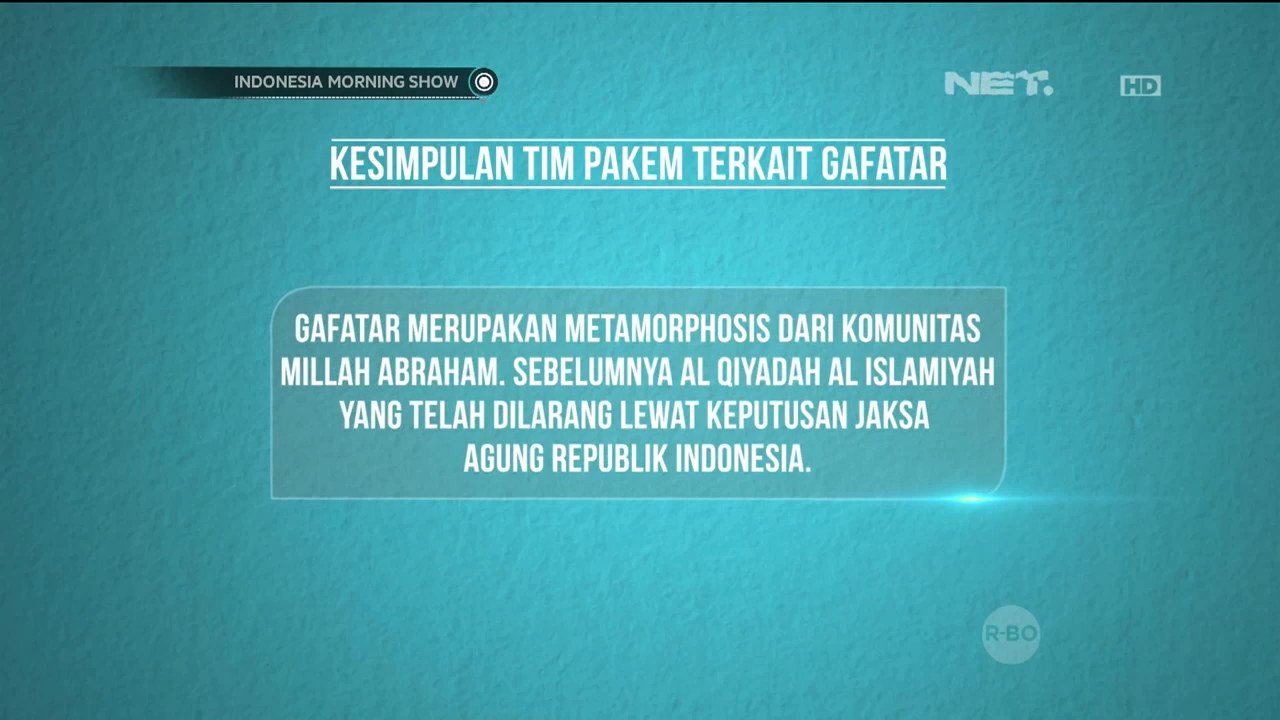 INDONESIA MORNING SHOW
NET.
HD
KESIMPULAN TIM PAKEM TERKAIT GAFATAR
GAFATAR MERUPAKAN METAMORPHOSIS DARI KOMUNITAS
MILLAH ABRAHAM. SEBELUMNYA AL QIYADAH AL ISLAMIYAH
YANG TELAH DILARANG LEWAT KEPUTUSAN JAKSA
AGUNG REPUBLIK INDONESIA.
R-BO